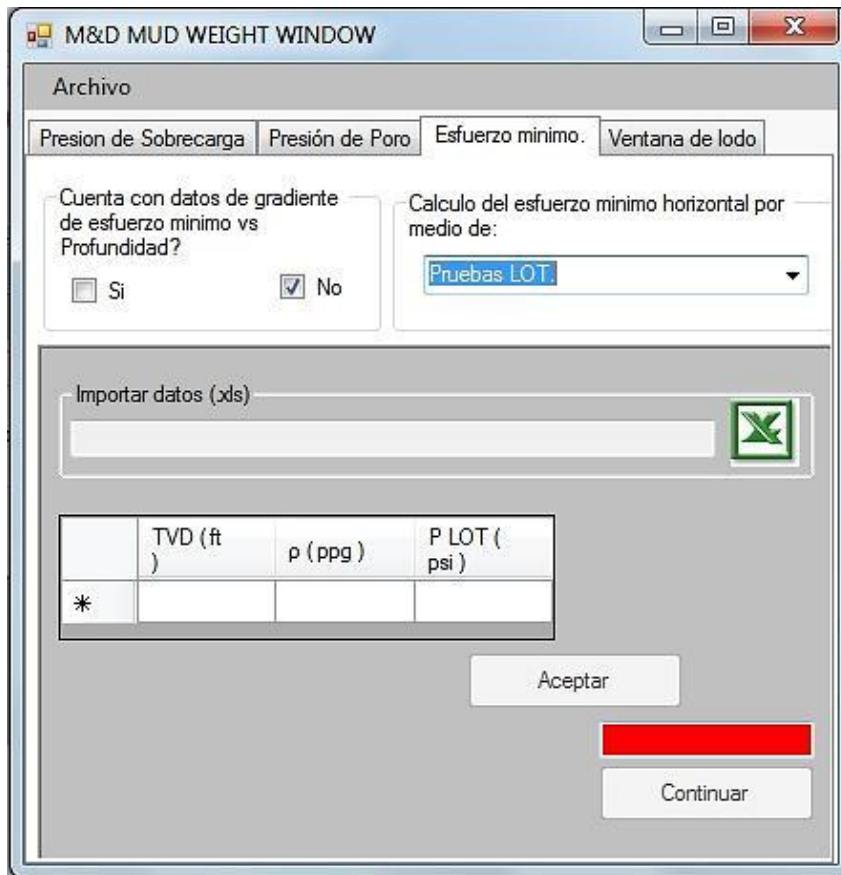 M&D MUD WEIGHT WINDOW
Archivo
Presion de Sobrecarga
Presión de Poro
Esfuerzo minimo.
Ventana de lodo
Cuenta con datos de gradiente
de esfuerzo minimo vs
Profundidad?
Si
No
Calculo del esfuerzo minimo horizontal por
medio de:
Pruebas LOT.
Importar datos (.xls)
TVD ( ft
)
ρ ( ppg )
P LOT (
psi )
*
Aceptar
Continuar